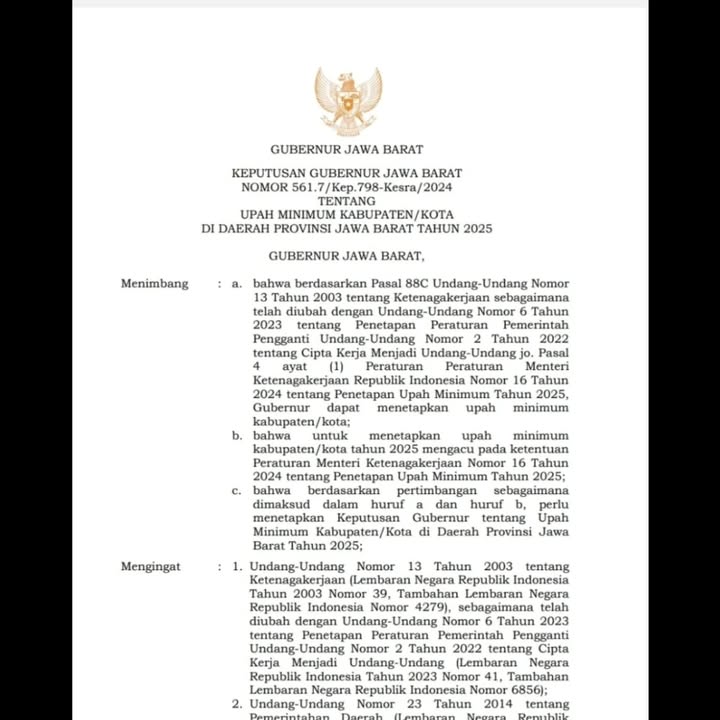 GUBERNUR JAWA BARAT
KEPUTUSAN GUBERNUR JAWA BARAT
NOMOR 561.7/Kep.798-Kesra/2024
TENTANG
UPAH MINIMUM KABUPATEN/KOTA
DI DAERAH PROVINSI JAWA BARAT TAHUN 2025
GUBERNUR JAWA BARAT,
Menimbang : a. bahwa berdasarkan Pasal 88C Undang-Undang Nomor
13 Tahun 2003 tentang Ketenagakerjaan sebagaimana
telah diubah dengan Undang-Undang Nomor 6 Tahun
2023 tentang Penetapan Peraturan Pemerintah
Pengganti Undang-Undang Nomor 2 Tahun 2022
tentang Cipta Kerja Menjadi Undang-Undang jo. Pasal
4 ayat (1) Peraturan Peraturan Menteri
Ketenagakerjaan Republik Indonesia Nomor 16 Tahun
2024 tentang Penetapan Upah Minimum Tahun 2025,
Gubernur dapat menetapkan upah minimum
kabupaten/kota;
b. bahwa untuk menetapkan upah minimum
kabupaten/kota tahun 2025 mengacu pada ketentuan
Peraturan Menteri Ketenagakerjaan Nomor 16 Tahun
2024 tentang Penetapan Upah Minimum Tahun 2025;
c. bahwa berdasarkan pertimbangan sebagaimana
dimaksud dalam huruf a dan huruf b, perlu
menetapkan Keputusan Gubernur tentang Upah
Minimum Kabupaten/Kota di Daerah Provinsi Jawa
Barat Tahun 2025;
Mengingat : 1. Undang-Undang Nomor 13 Tahun 2003 tentang
Ketenagakerjaan (Lembaran Negara Republik Indonesia
Tahun 2003 Nomor 39, Tambahan Lembaran Negara
Republik Indonesia Nomor 4279), sebagaimana telah
diubah dengan Undang-Undang Nomor 6 Tahun 2023
tentang Penetapan Peraturan Pemerintah Pengganti
Undang-Undang Nomor 2 Tahun 2022 tentang Cipta
Kerja Menjadi Undang-Undang (Lembaran Negara
Republik Indonesia Tahun 2023 Nomor 41, Tambahan
Lembaran Negara Republik Indonesia Nomor 6856);
2. Undang-Undang Nomor 23 Tahun 2014 tentang
Pemerintahan Daerah (Lembaran Negara Republik